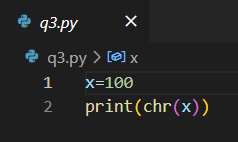 q3.py
q3.py > x
1 x=100
2 print(chr(x))